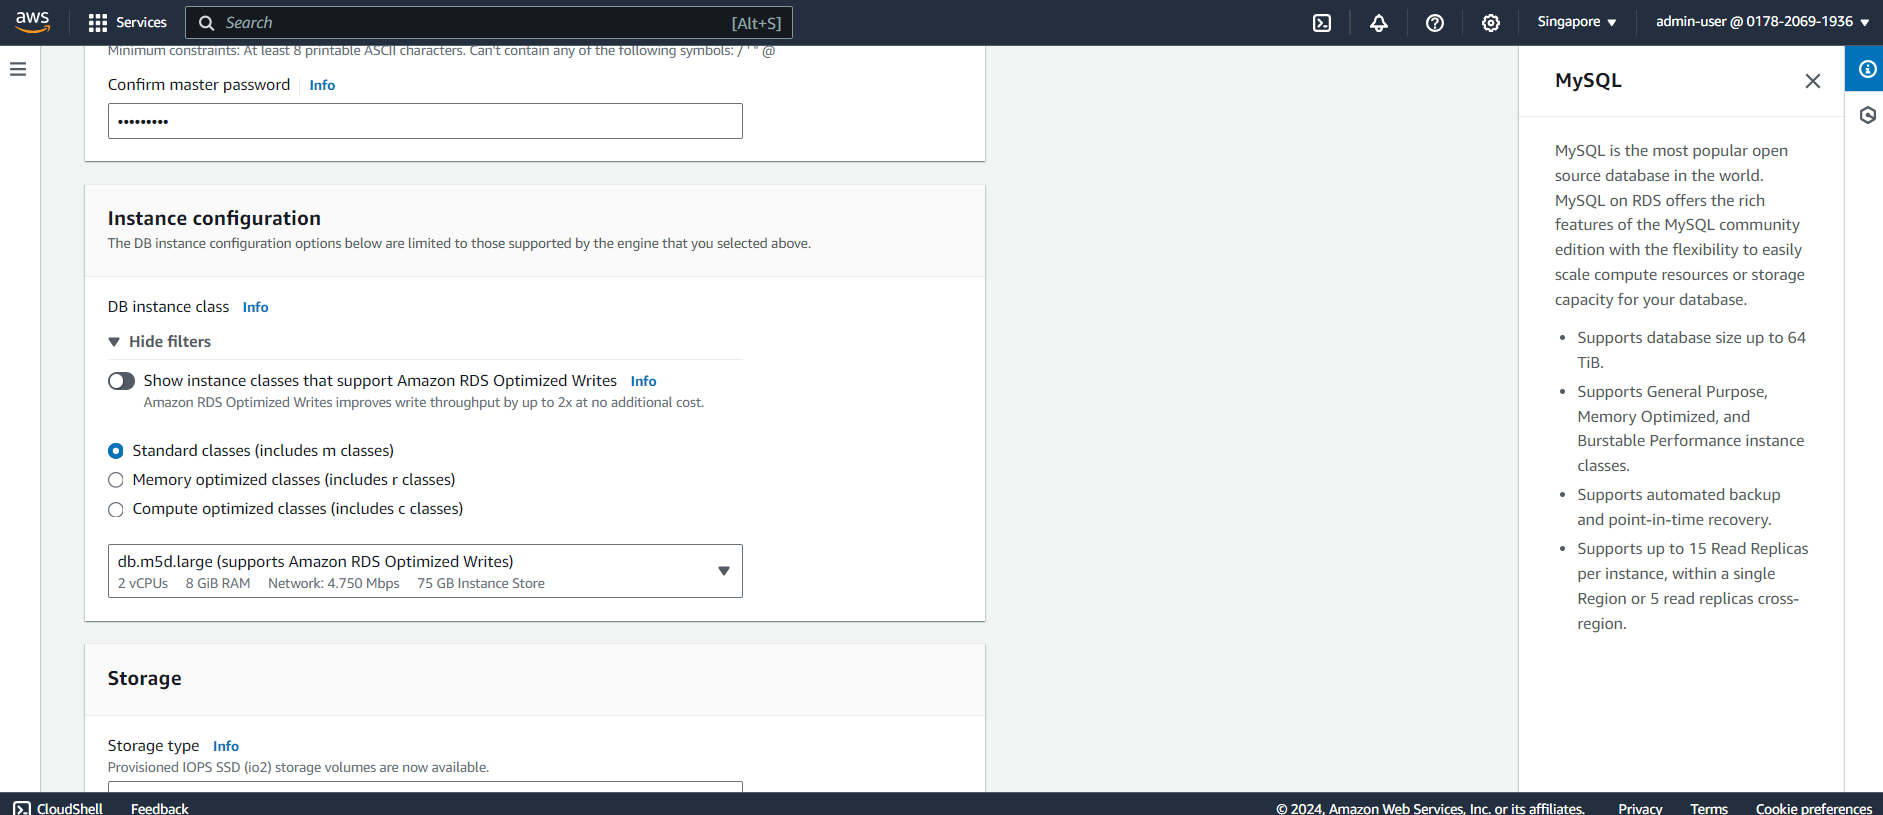 aws
Services
Search
[Alt+S]
Singapore
admin-user @ 0178-2069-1936
Minimum constraints: At least 8 printable ASCII characters. Can't contain any of the following symbols: / ' " @
Confirm master password Info
•••••••••
Instance configuration
The DB instance configuration options below are limited to those supported by the engine that you selected above.
DB instance class Info
Hide filters
Show instance classes that support Amazon RDS Optimized Writes Info
Amazon RDS Optimized Writes improves write throughput by up to 2x at no additional cost.
Standard classes (includes m classes)
Memory optimized classes (includes r classes)
Compute optimized classes (includes c classes)
db.m5d.large (supports Amazon RDS Optimized Writes)
2 vCPUs 8 GiB RAM Network: 4.750 Mbps 75 GB Instance Store
Storage
Storage type Info
Provisioned IOPS SSD (io2) storage volumes are now available.
MySQL
MySQL is the most popular open
source database in the world.
MySQL on RDS offers the rich
features of the MySQL community
edition with the flexibility to easily
scale compute resources or storage
capacity for your database.
• Supports database size up to 64
TiB.
• Supports General Purpose,
Memory Optimized, and
Burstable Performance instance
classes.
• Supports automated backup
and point-in-time recovery.
• Supports up to 15 Read Replicas
per instance, within a single
Region or 5 read replicas cross-
region.
CloudShell
Feedback
© 2024, Amazon Web Services, Inc. or its affiliates.
Privacy
Terms
Cookie preferences